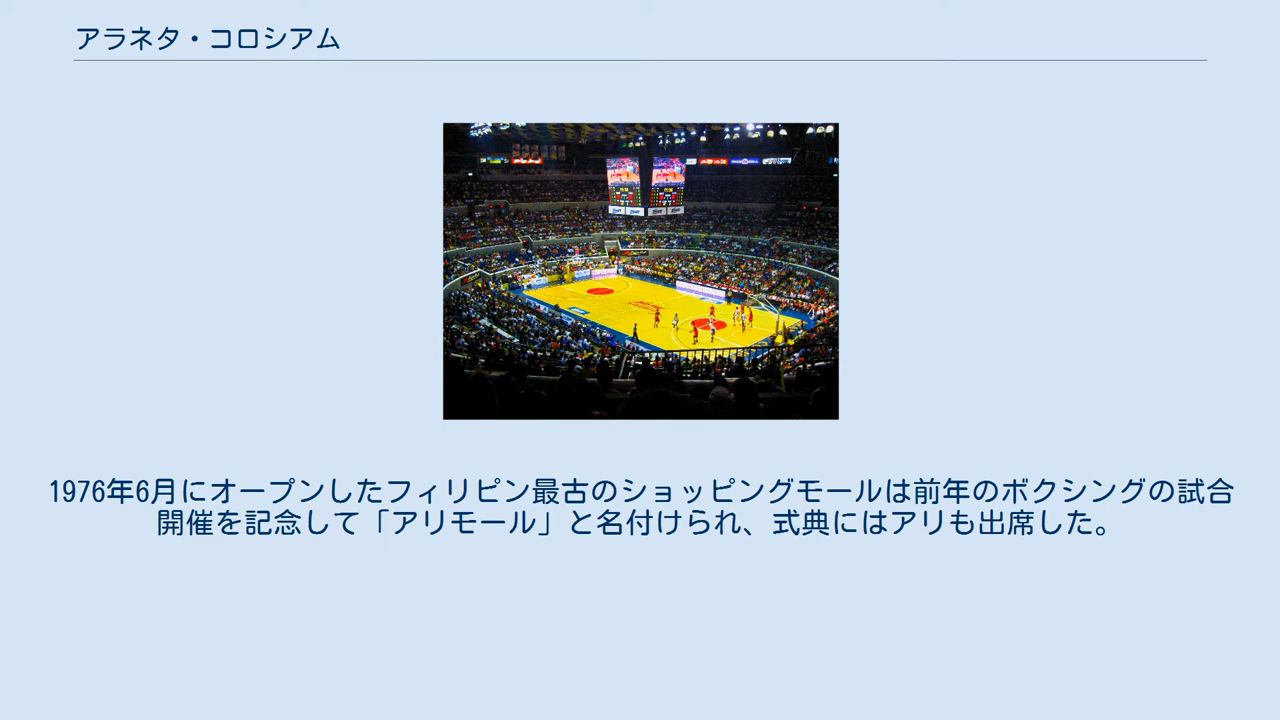 アラネタ・コロシアム
1976年6月にオープンしたフィリピン最古のショッピングモールは前年のボクシングの試合
開催を記念して「アリモール」と名付けられ、式典にはアリも出席した。